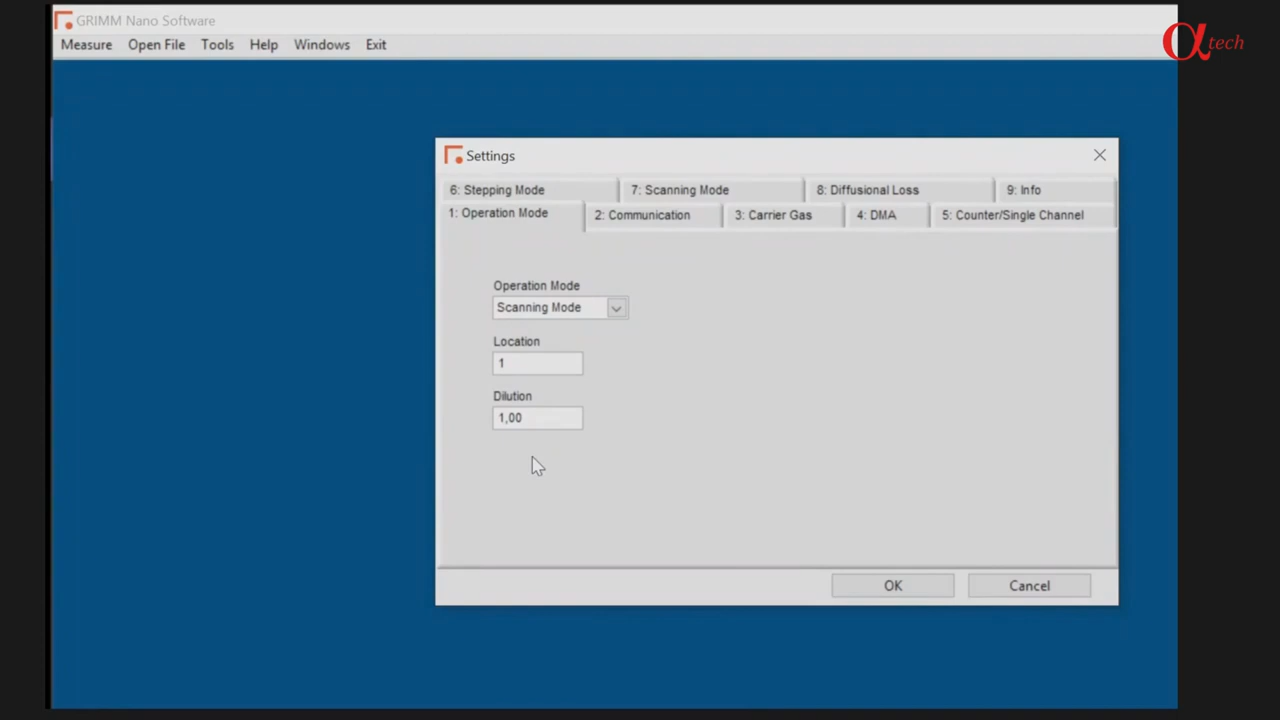 GRIMM Nano Software
αtech
Measure Open File Tools Help Windows Exit
Settings
6: Stepping Mode 7: Scanning Mode 8: Diffusional Loss 9: Info
1: Operation Mode 2: Communication 3: Carrier Gas 4: DMA 5: Counter/Single Channel
Operation Mode
Scanning Mode
Location
1
Dilution
1,00
OK Cancel